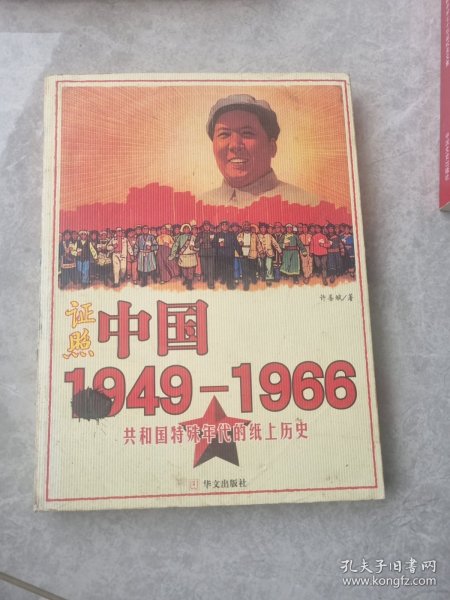 许善斌/著
证照
中国
1949-1966
共和国特殊年代的纸上历史
华文出版社
孔夫子旧书网
www.kongfz.com